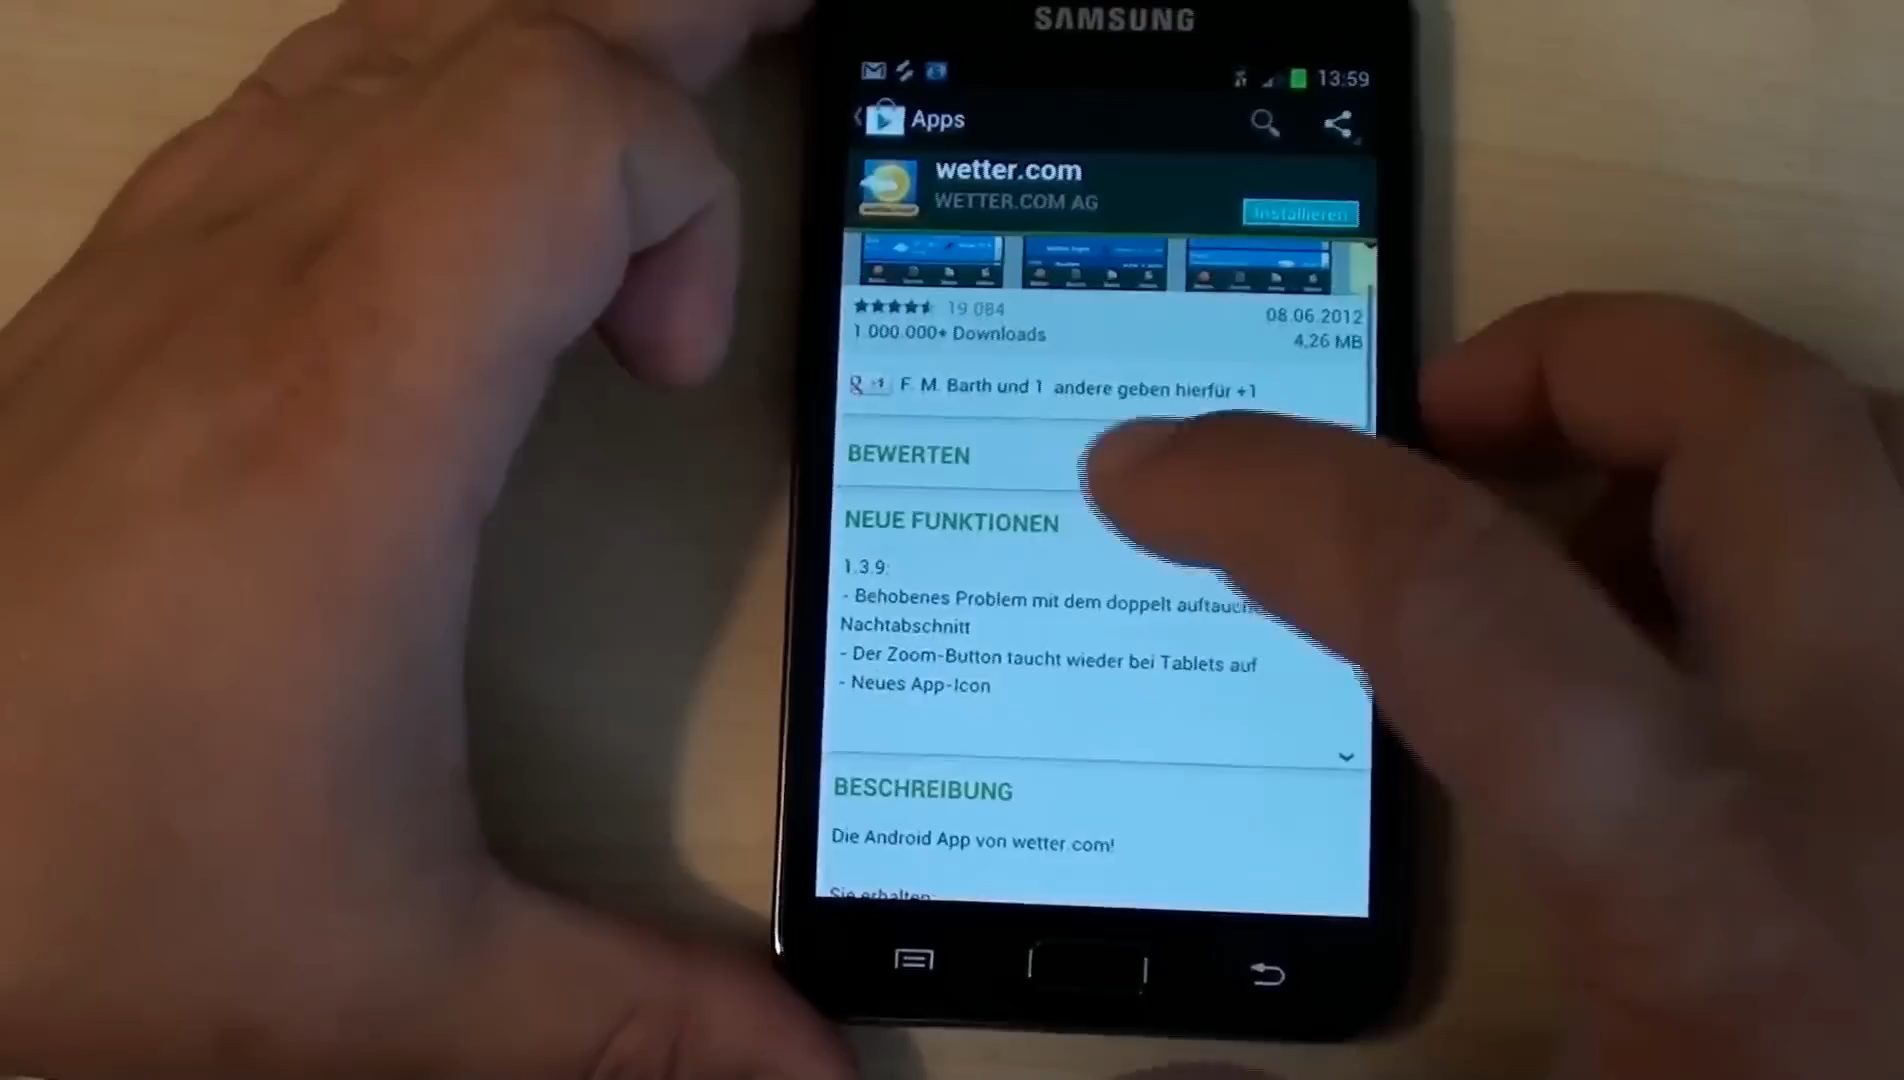 SAMSUNG
13:59
Apps
wetter.com
WETTER.COM AG
Installieren
19.084
08.06.2012
1.000.000+ Downloads
4,26 MB
+1 F. M. Barth und 1 andere geben hierfür +1
BEWERTEN
NEUE FUNKTIONEN
1.3.9:
- Behobenes Problem mit dem doppelt
Nachtabschnitt
- Der Zoom-Button taucht wieder bei Tablets auf
- Neues App-Icon
BESCHREIBUNG
Die Android App von wetter.com!
Sie erhalten: